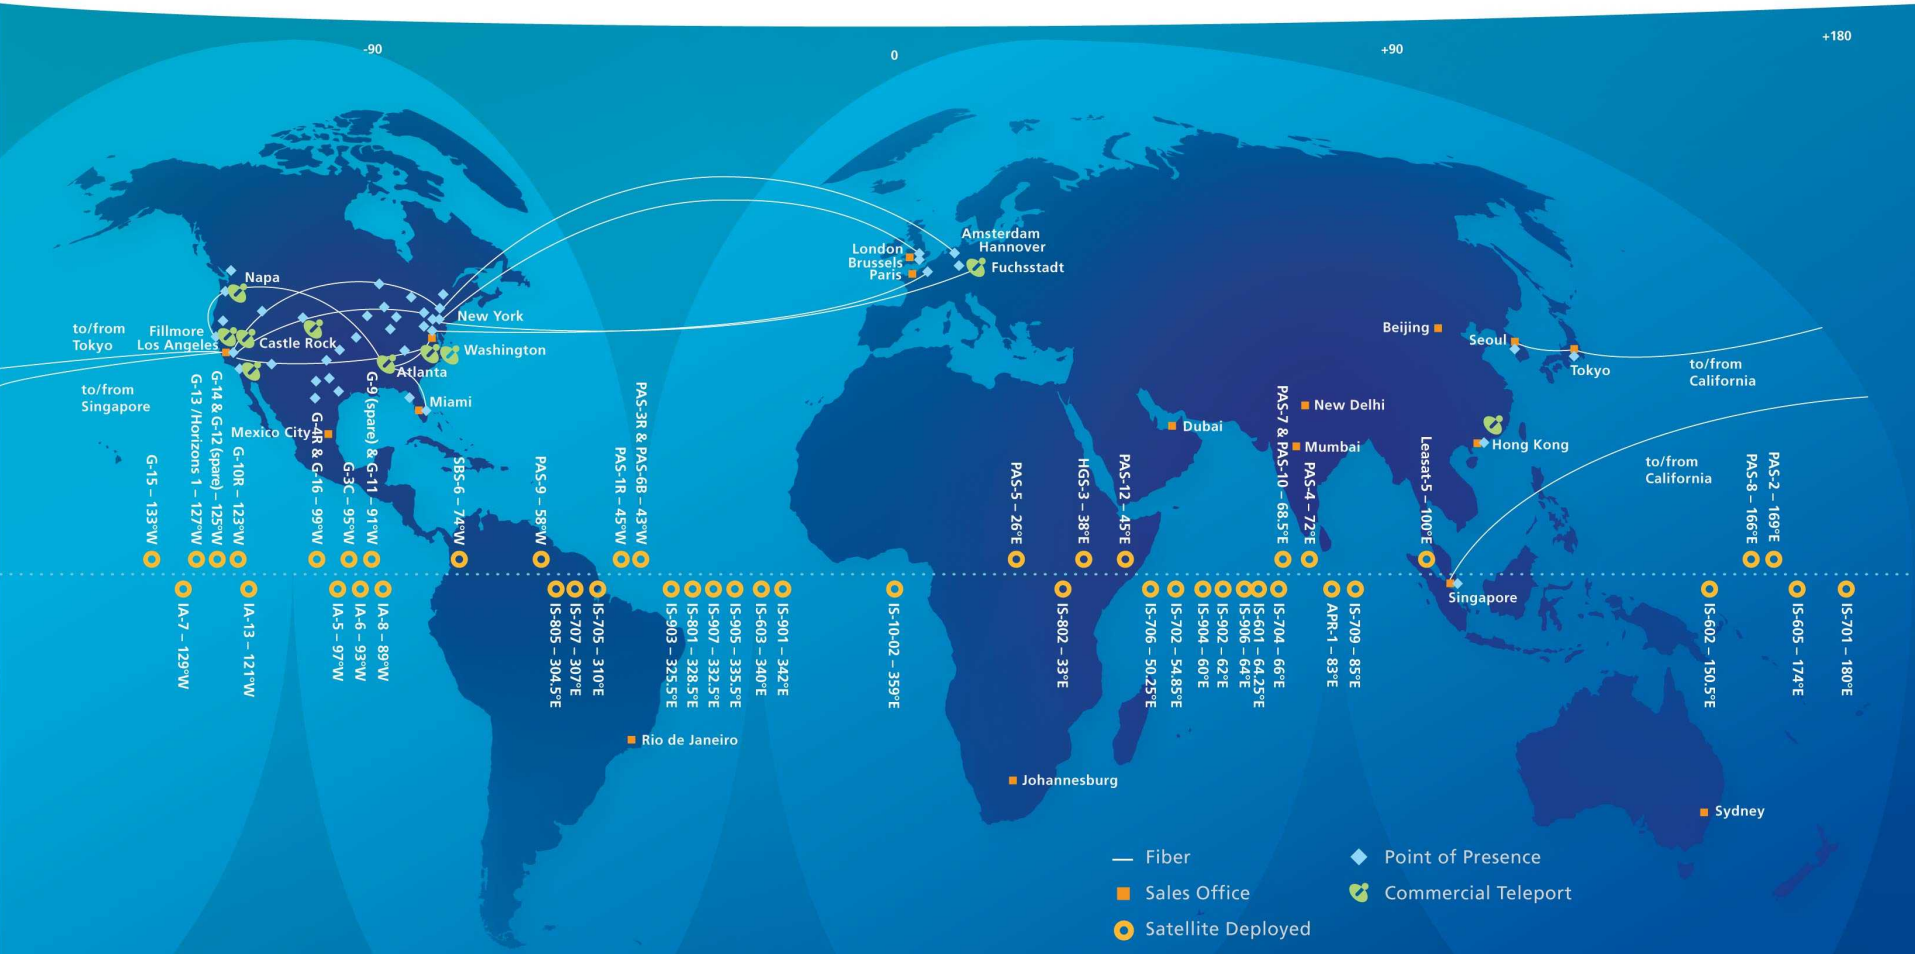 -90
0
+90
+180
Napa
to/from
Tokyo
Fillmore
Los Angeles
Castle Rock
New York
Washington
Atlanta
Miami
to/from
Singapore
Mexico City
London
Brussels
Paris
Amsterdam
Hannover
Fuchsstadt
Beijing
Seoul
Tokyo
to/from
California
New Delhi
Dubai
Mumbai
Hong Kong
to/from
California
Singapore
G-15 – 133°W
G-13 /Horizons 1 – 127°W
G-14 & G-12 (spare) – 125°W
G-10R – 123°W
G-4R & G-16 – 99°W
G-3C – 95°W
G-9 (spare) & G-11 – 91°W
SBS-6 – 74°W
PAS-9 – 58°W
PAS-1R – 45°W
PAS-3R & PAS-6B – 43°W
PAS-5 – 26°E
HGS-3 – 38°E
PAS-12 – 45°E
PAS-7 & PAS-10 – 68.5°E
PAS-4 – 72°E
Leasat-5 – 100°E
PAS-8 – 166°E
PAS-2 – 169°E
IA-7 – 129°W
IA-13 – 121°W
IA-5 – 97°W
IA-6 – 93°W
IA-8 – 89°W
IS-805 – 304.5°E
IS-707 – 307°E
IS-705 – 310°E
IS-903 – 325.5°E
IS-801 – 328.5°E
IS-907 – 332.5°E
IS-905 – 335.5°E
IS-603 – 340°E
IS-901 – 342°E
IS-10-02 – 359°E
IS-802 – 33°E
IS-706 – 50.25°E
IS-702 – 54.85°E
IS-904 – 60°E
IS-902 – 62°E
IS-906 – 64°E
IS-601 – 64.25°E
IS-704 – 66°E
APR-1 – 83°E
IS-709 – 85°E
IS-602 – 150.5°E
IS-605 – 174°E
IS-701 – 180°E
Rio de Janeiro
Johannesburg
Sydney
Fiber
Sales Office
Satellite Deployed
Point of Presence
Commercial Teleport